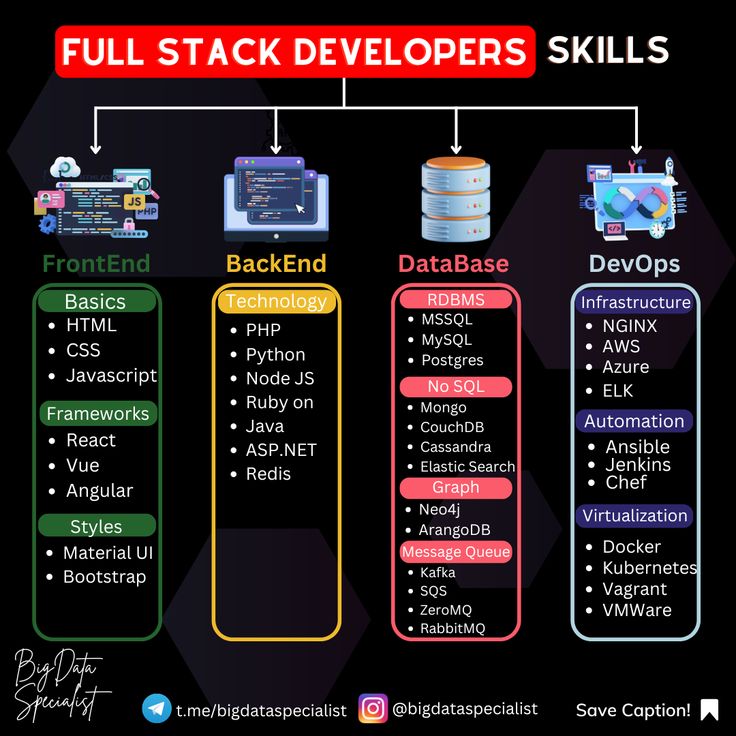 FULL STACK DEVELOPERS SKILLS
JS
PHP
</>
FrontEnd
Basics
HTML
CSS
Javascript
Frameworks
React
Vue
Angular
Styles
Material UI
Bootstrap
BackEnd
Technology
PHP
Python
Node JS
Ruby on
Java
ASP.NET
Redis
DataBase
RDBMS
MSSQL
MySQL
Postgres
No SQL
Mongo
CouchDB
Cassandra
Elastic Search
Graph
Neo4j
ArangoDB
Message Queue
Kafka
SQS
ZeroMQ
RabbitMQ
DevOps
Infrastructure
NGINX
AWS
Azure
ELK
Automation
Ansible
Jenkins
Chef
Virtualization
Docker
Kubernetes
Vagrant
VMWare
BigData
Specialist
t.me/bigdataspecialist
@bigdataspecialist
Save Caption!